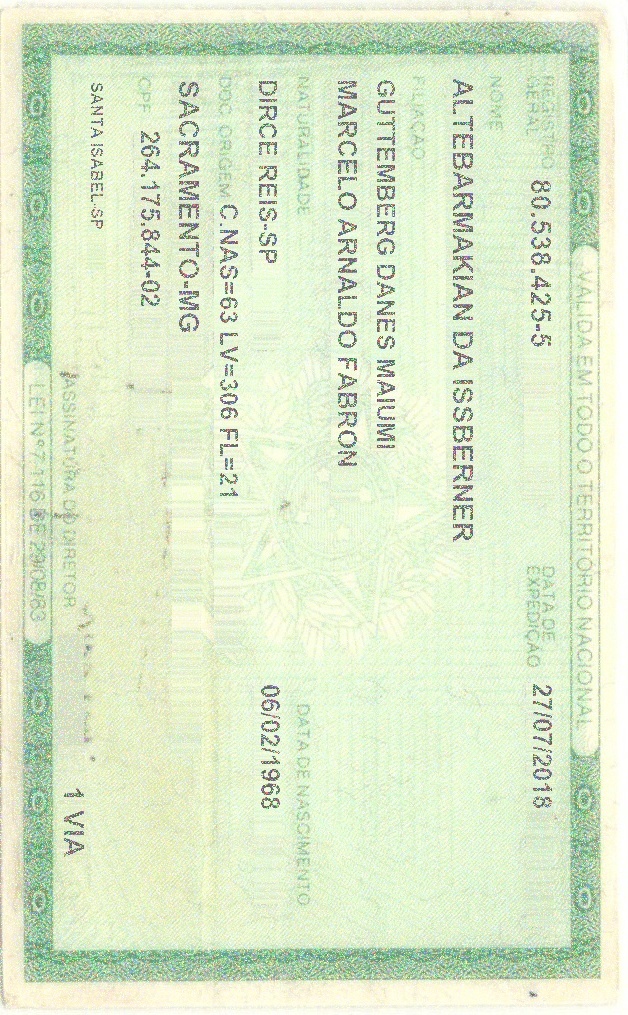 VÁLIDA EM TODO O TERRITÓRIO NACIONAL
REGISTRO GERAL 80.538.425-5 DATA DE EXPEDIÇÃO 27/07/2018
NOME
ALTEBARMAKIAN DA ISSBERNER
FILIAÇÃO
GUTTEMBERG DANES MAIUMI
MARCELO ARNALDO FABRON
NATURALIDADE DATA DE NASCIMENTO
DIRCE REIS-SP 06/02/1968
DOC ORIGEM C.NAS=63 LV=306 FL=21
SACRAMENTO-MG
CPF 264.175.844-02
SANTA ISABEL-SP 1 VIA
ASSINATURA DO DIRETOR
LEI Nº 7.116 DE 29/08/83